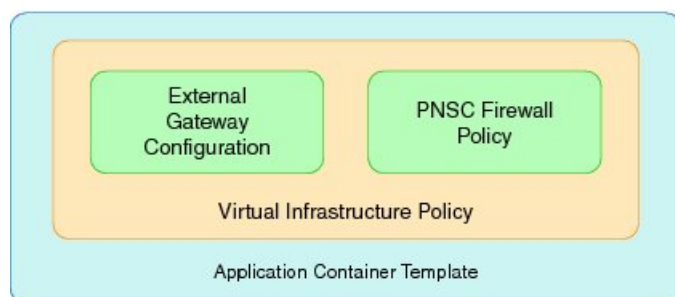 External
Gateway
Configuration
PNSC Firewall
Policy
Virtual Infrastructure Policy
Application Container Template